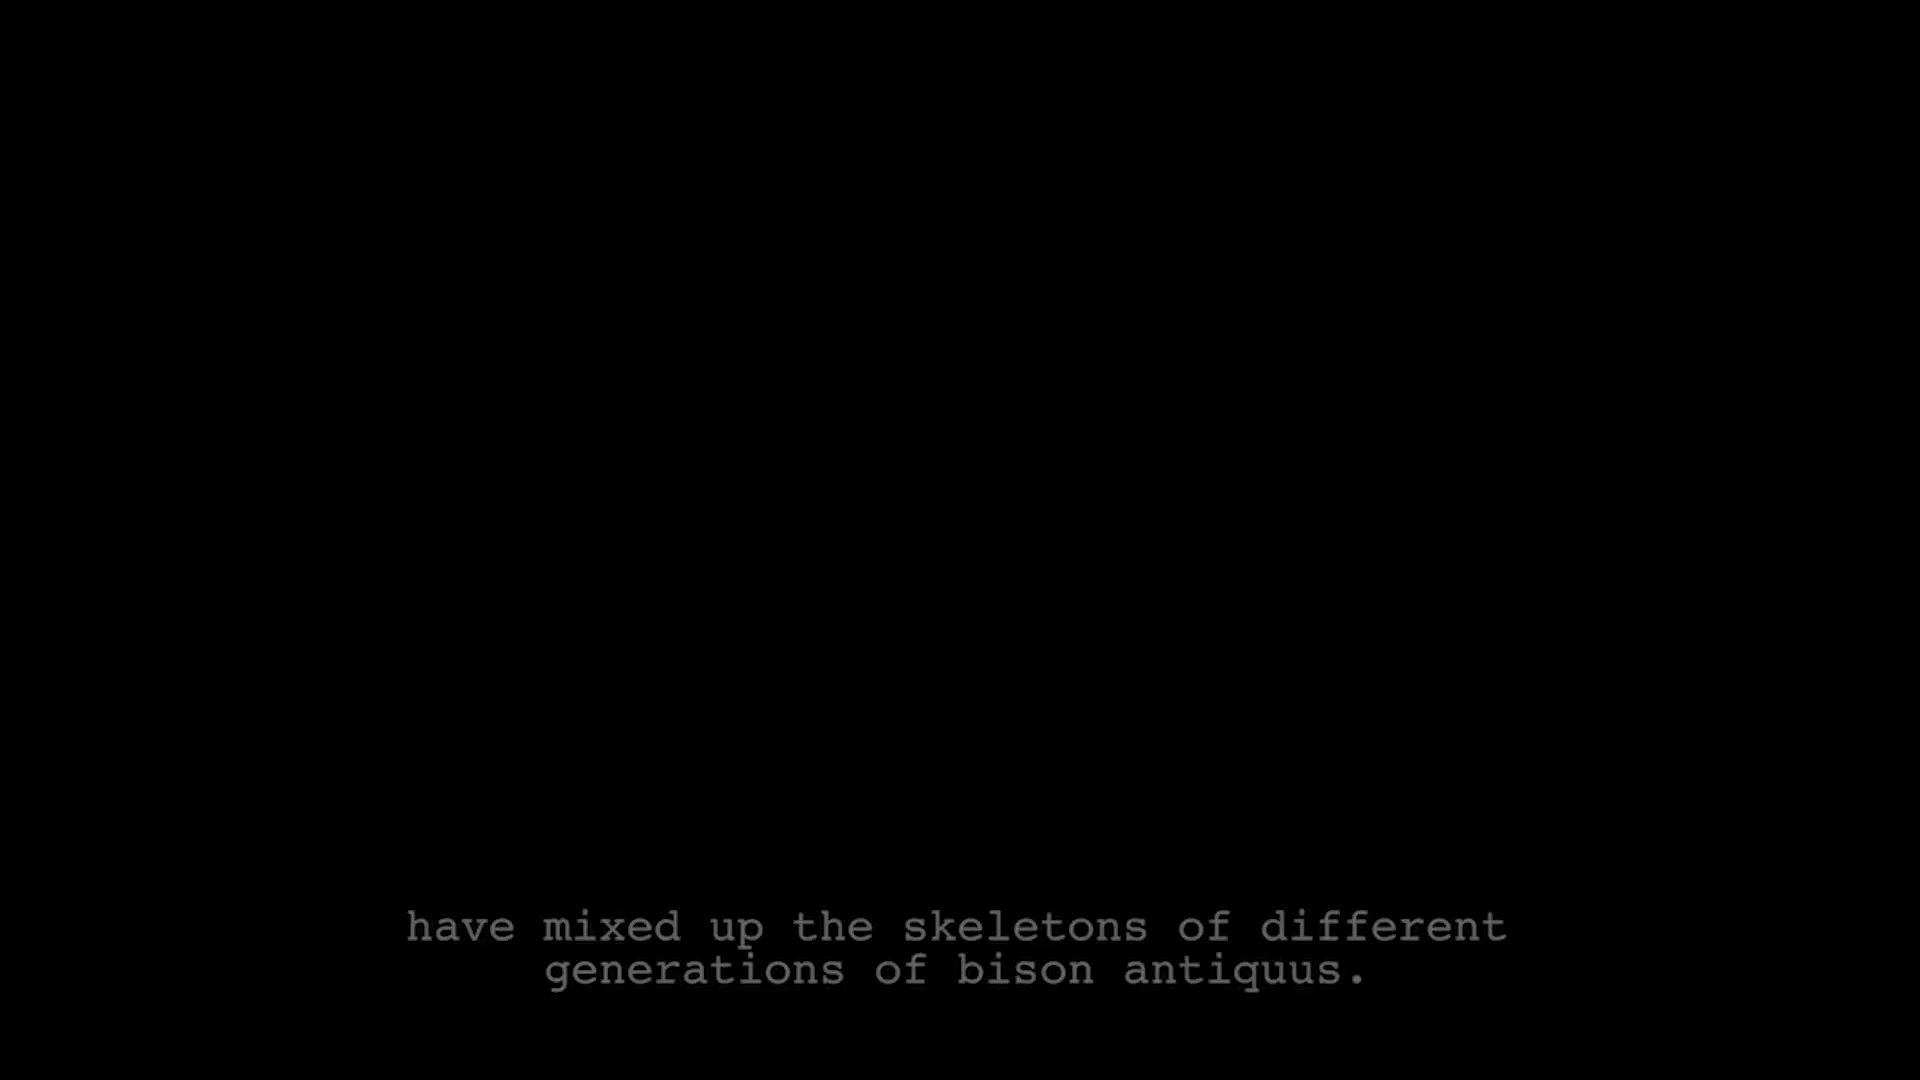 have mixed up the skeletons of different
generations of bison antiquus.